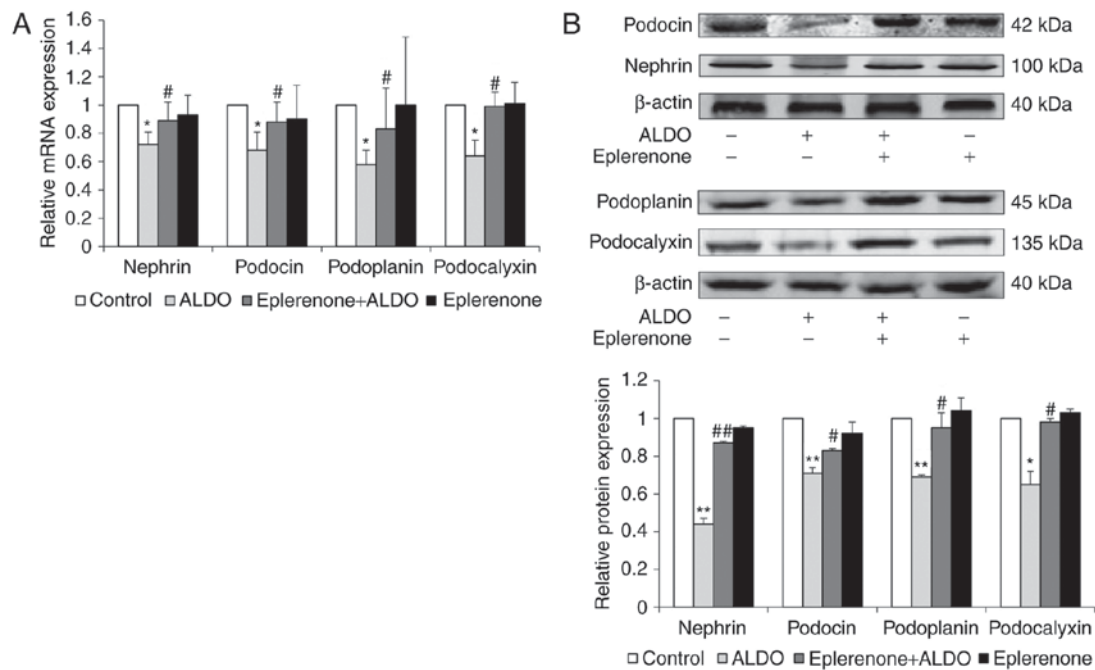 A
Relative mRNA expression
1.6
1.4
1.2
1
0.8
0.6
0.4
0.2
0
* # * # * # * #
Nephrin Podocin Podoplanin Podocalyxin
Control ALDO Eplerenone+ALDO Eplerenone
B
Podocin 42 kDa
Nephrin 100 kDa
β-actin 40 kDa
ALDO − + + −
Eplerenone − − + +
Podoplanin 45 kDa
Podocalyxin 135 kDa
β-actin 40 kDa
ALDO − + + −
Eplerenone − − + +
Relative protein expression
1.2
1
0.8
0.6
0.4
0.2
0
** ## ** # ** # * #
Nephrin Podocin Podoplanin Podocalyxin
Control ALDO Eplerenone+ALDO Eplerenone